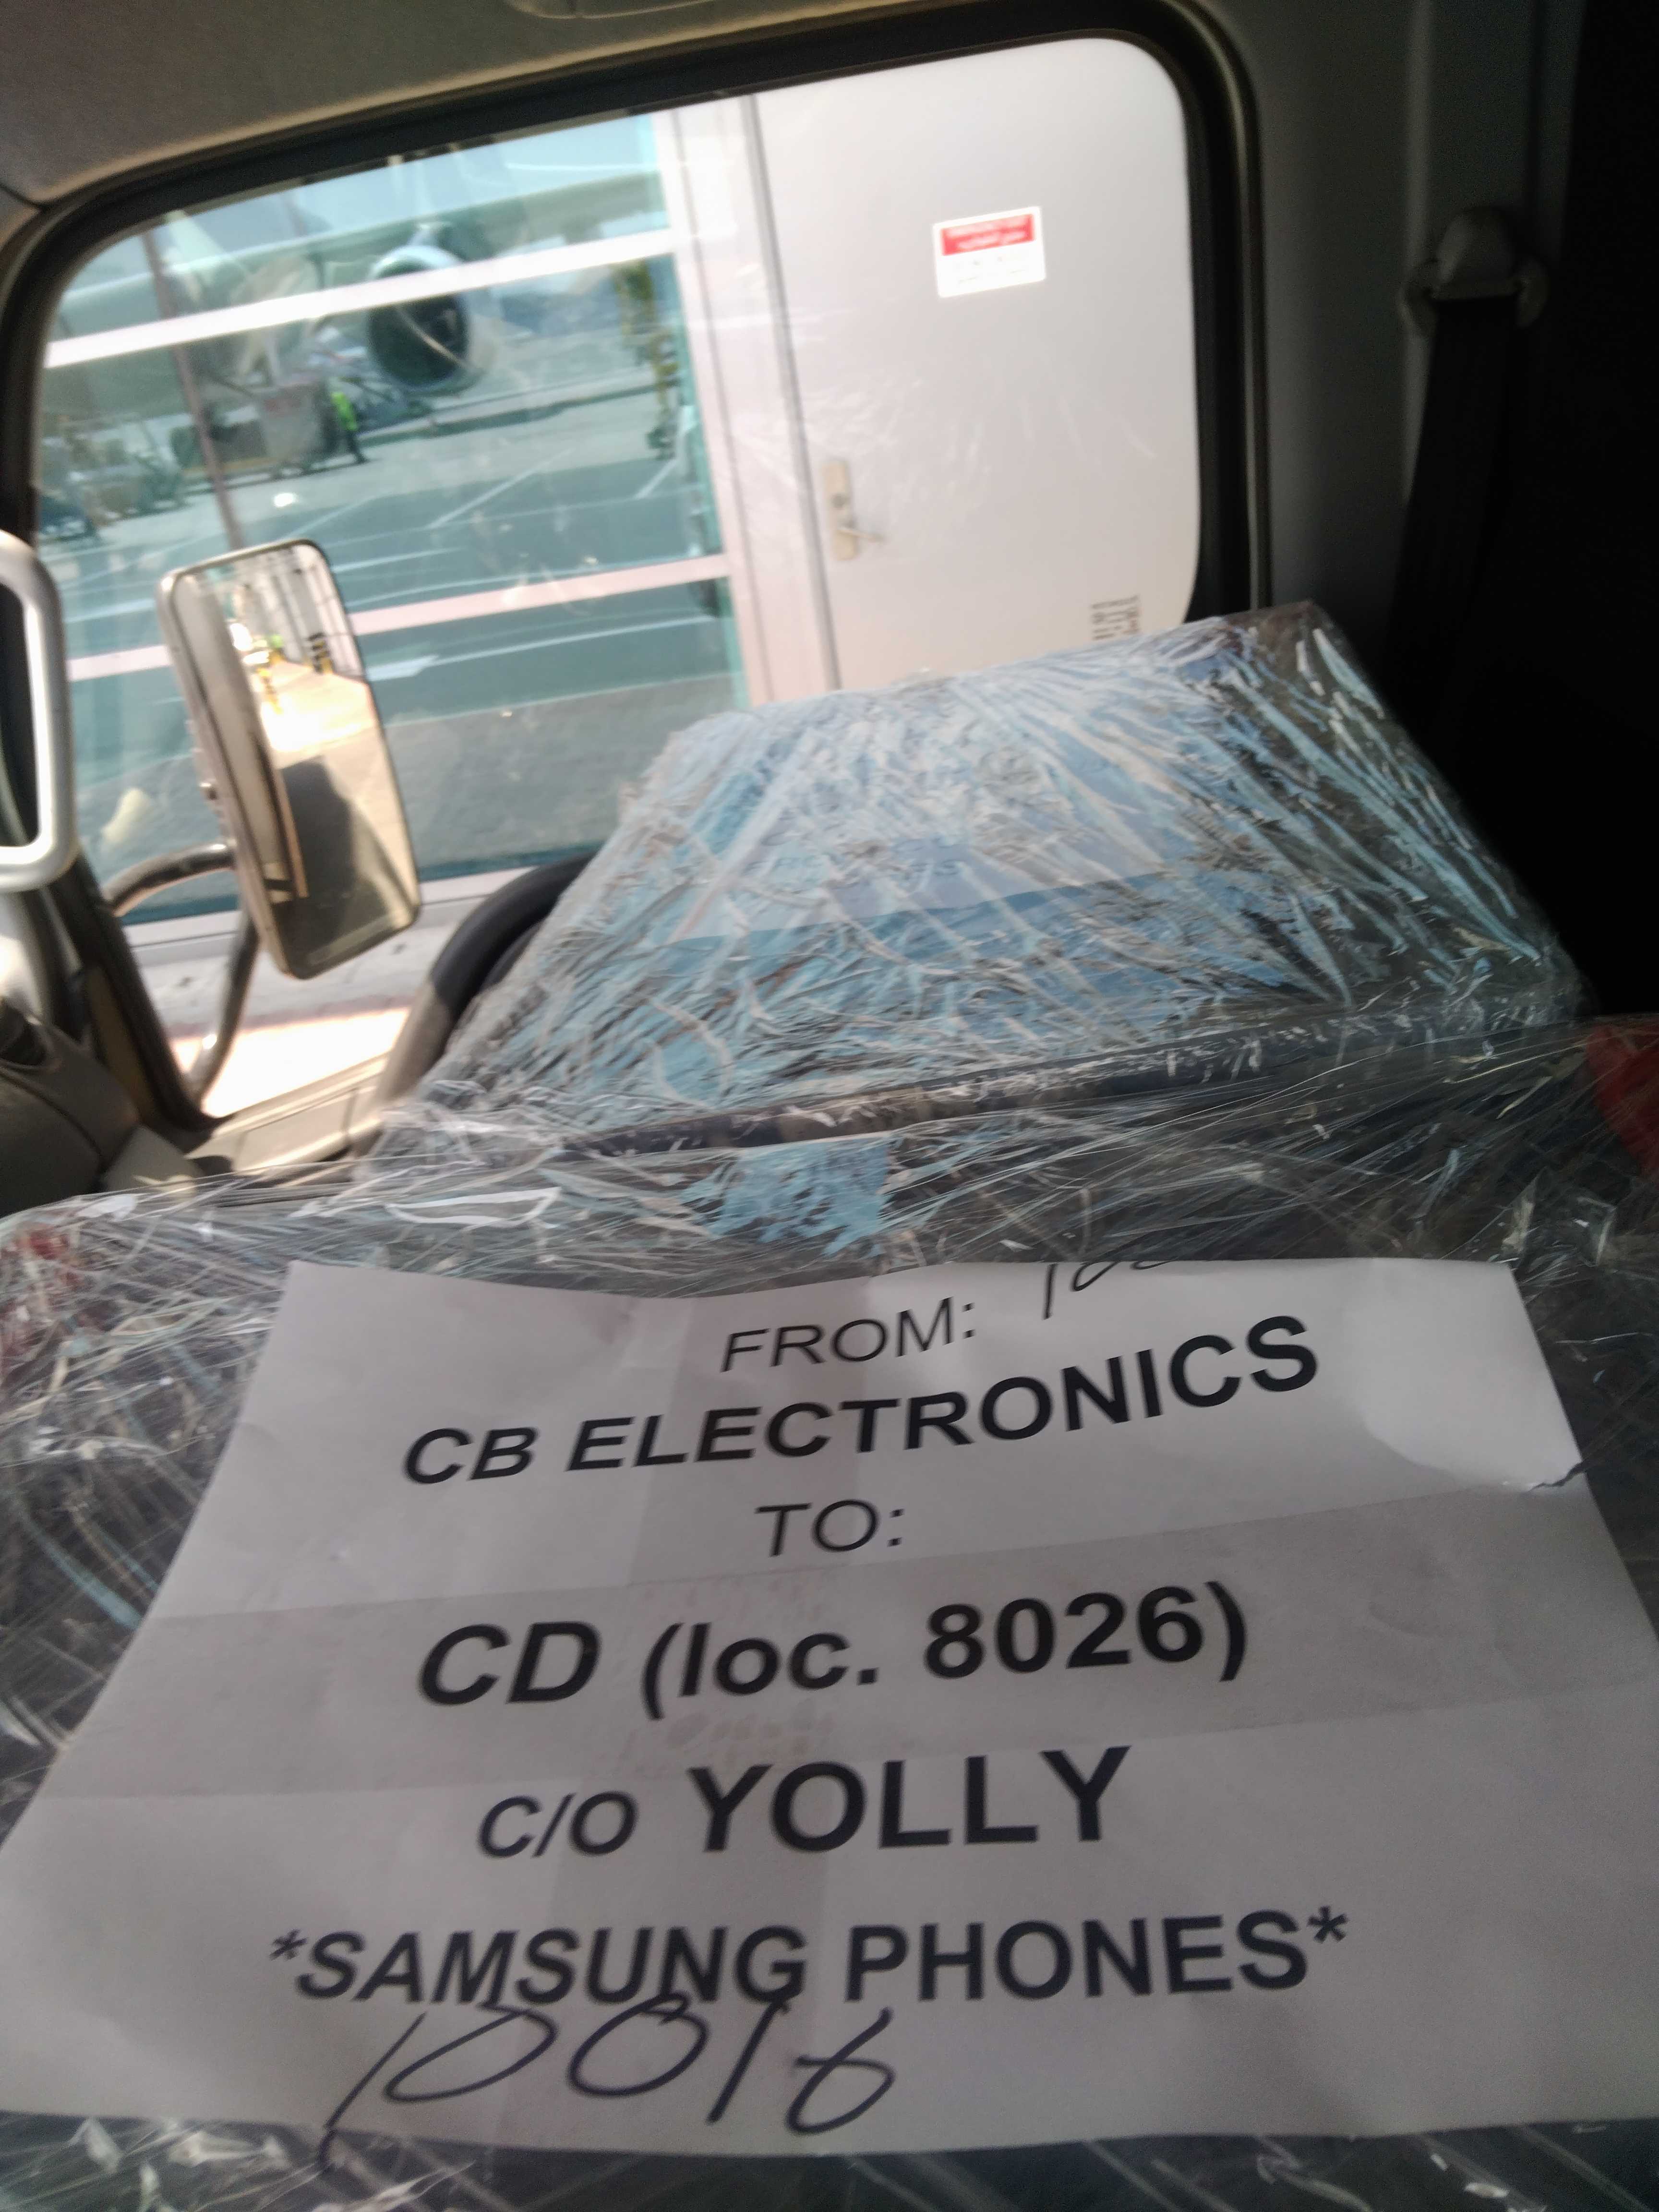 FROM:
CB ELECTRONICS
TO:
CD (loc. 8026)
C/O YOLLY
*SAMSUNG PHONES*
10016